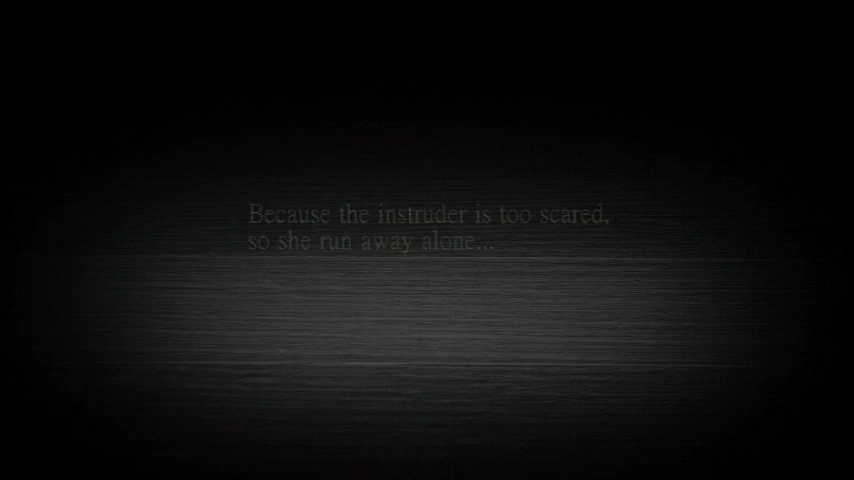 Because the instruder is too scared,
so she run away alone...